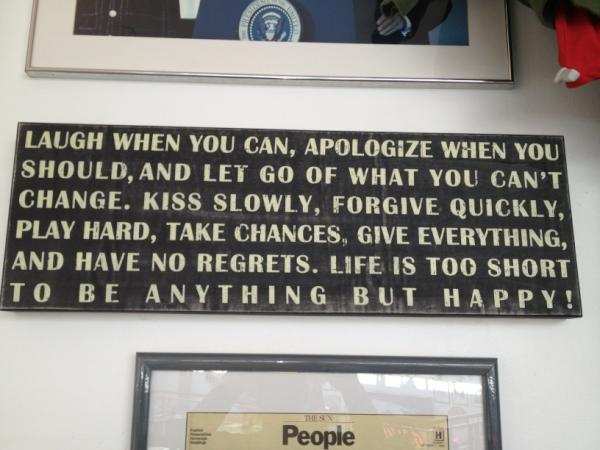 LAUGH WHEN YOU CAN, APOLOGIZE WHEN YOU
SHOULD, AND LET GO OF WHAT YOU CAN'T
CHANGE. KISS SLOWLY, FORGIVE QUICKLY,
PLAY HARD, TAKE CHANCES, GIVE EVERYTHING,
AND HAVE NO REGRETS. LIFE IS TOO SHORT
TO BE ANYTHING BUT HAPPY!
THE SUN
People
H